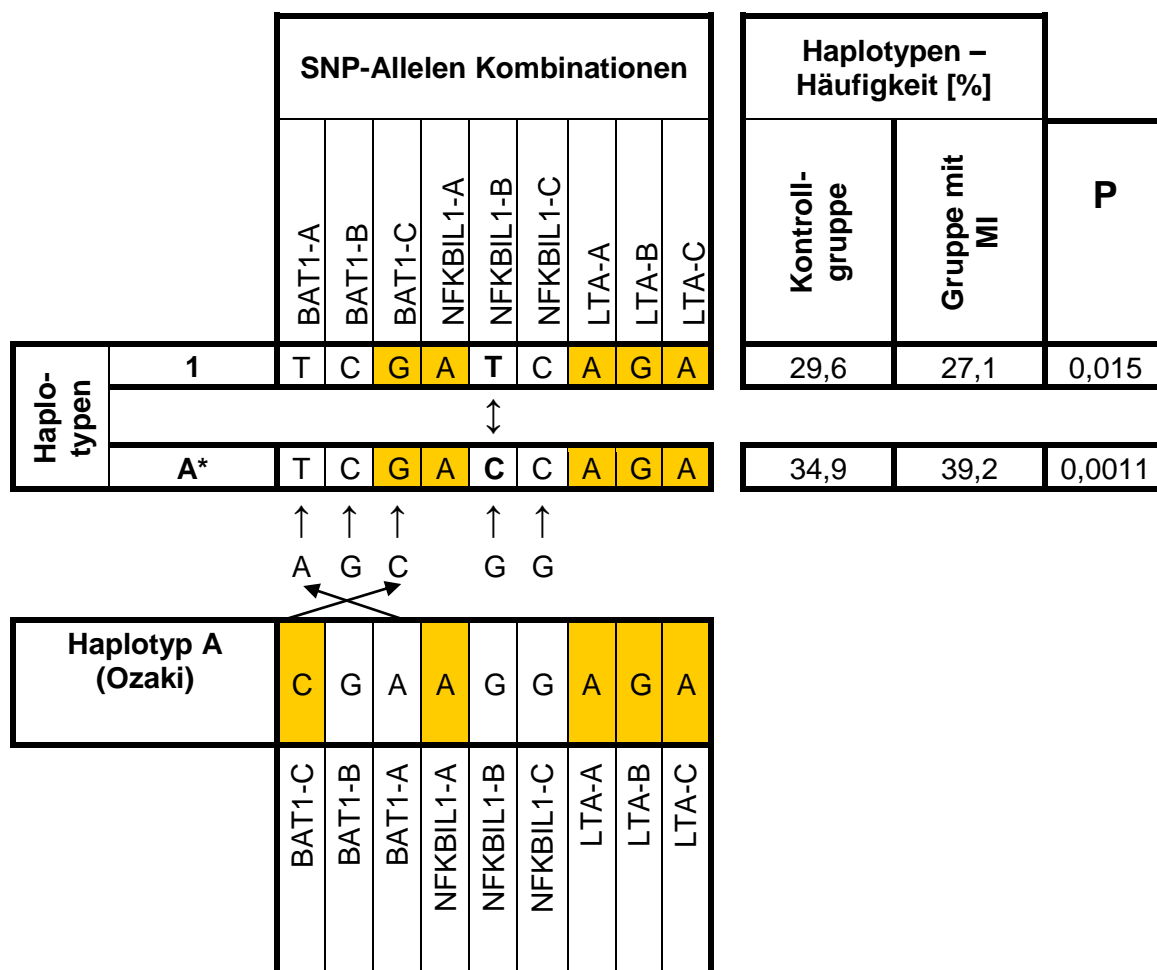 SNP-Allelen Kombinationen
Haplotypen –
Häufigkeit [%]
BAT1-A
BAT1-B
BAT1-C
NFKBIL1-A
NFKBIL1-B
NFKBIL1-C
LTA-A
LTA-B
LTA-C
Kontroll-
gruppe
Gruppe mit
MI
P
Haplo-
typen
1 T C G A T C A G A 29,6 27,1 0,015
↕
A* T C G A C C A G A 34,9 39,2 0,0011
↑ ↑ ↑ ↑ ↑
A G C G G
Haplotyp A
(Ozaki)
C G A A G G A G A
BAT1-C
BAT1-B
BAT1-A
NFKBIL1-A
NFKBIL1-B
NFKBIL1-C
LTA-A
LTA-B
LTA-C